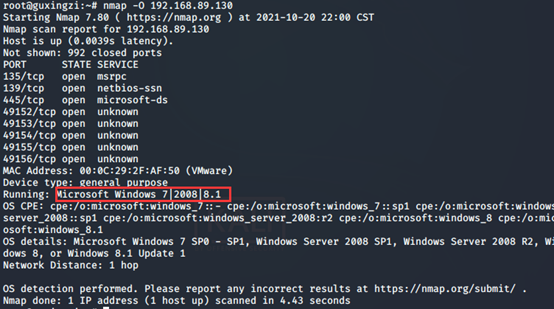 root@guxingzi:~# nmap -O 192.168.89.130
Starting Nmap 7.80 ( https://nmap.org ) at 2021-10-20 22:00 CST
Nmap scan report for 192.168.89.130
Host is up (0.0039s latency).
Not shown: 992 closed ports
PORT STATE SERVICE
135/tcp open msrpc
139/tcp open netbios-ssn
445/tcp open microsoft-ds
49152/tcp open unknown
49153/tcp open unknown
49154/tcp open unknown
49155/tcp open unknown
49156/tcp open unknown
MAC Address: 00:0C:29:2F:AF:50 (VMware)
Device type: general purpose
Running: Microsoft Windows 7|2008|8.1
OS CPE: cpe:/o:microsoft:windows_7::- cpe:/o:microsoft:windows_7::sp1 cpe:/o:microsoft:windows_
server_2008::sp1 cpe:/o:microsoft:windows_server_2008:r2 cpe:/o:microsoft:windows_8 cpe:/o:micr
osoft:windows_8.1
OS details: Microsoft Windows 7 SP0 - SP1, Windows Server 2008 SP1, Windows Server 2008 R2, Wi
dows 8, or Windows 8.1 Update 1
Network Distance: 1 hop
OS detection performed. Please report any incorrect results at https://nmap.org/submit/ .
Nmap done: 1 IP address (1 host up) scanned in 4.43 seconds